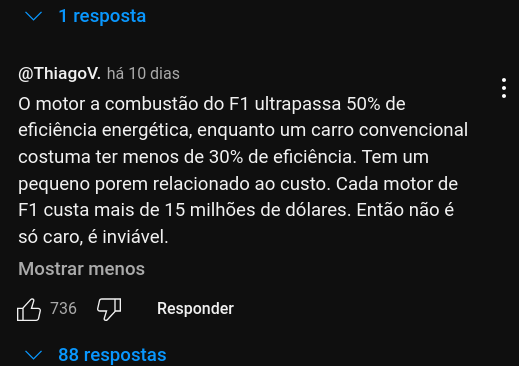 1 resposta
@ThiagoV. há 10 dias
O motor a combustão do F1 ultrapassa 50% de
eficiência energética, enquanto um carro convencional
costuma ter menos de 30% de eficiência. Tem um
pequeno porem relacionado ao custo. Cada motor de
F1 custa mais de 15 milhões de dólares. Então não é
só caro, é inviável.
Mostrar menos
736 Responder
88 respostas